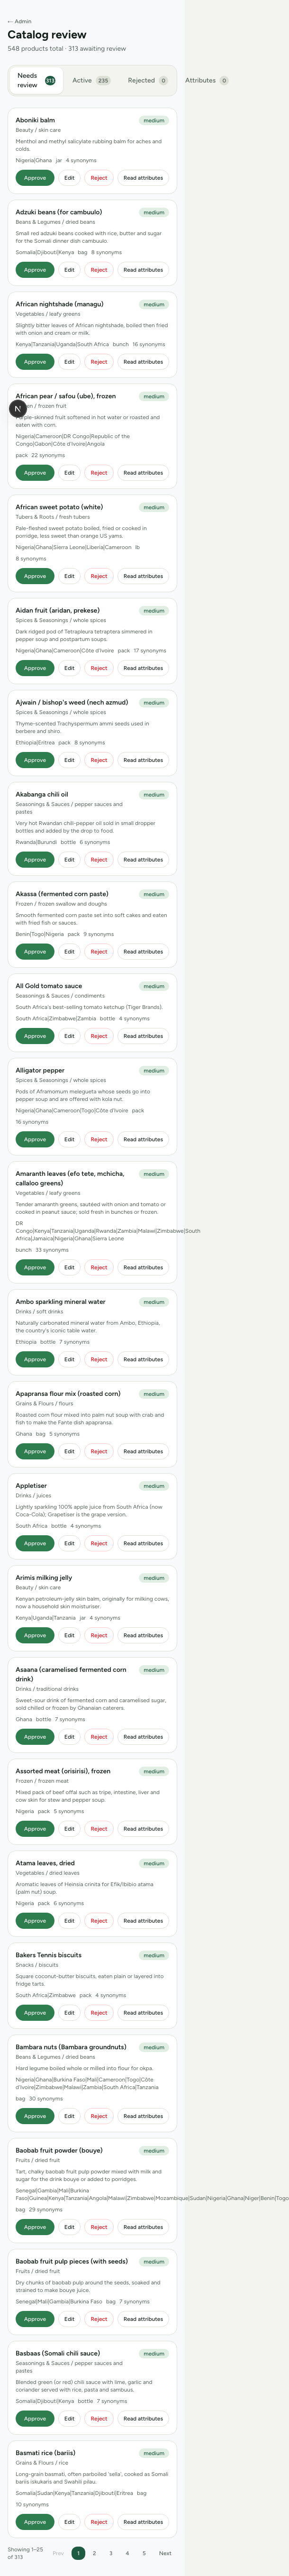 ← Admin
Catalog review
548 products total · 313 awaiting review
Needs review 313
Active 235
Rejected 0
Attributes 0
Aboniki balm
medium
Beauty / skin care
Menthol and methyl salicylate rubbing balm for aches and
colds.
Nigeria|Ghana jar 4 synonyms
Approve Edit Reject Read attributes
Adzuki beans (for cambuulo)
medium
Beans & Legumes / dried beans
Small red adzuki beans cooked with rice, butter and sugar
for the Somali dinner dish cambuulo.
Somalia|Djibouti|Kenya bag 8 synonyms
Approve Edit Reject Read attributes
African nightshade (managu)
medium
Vegetables / leafy greens
Slightly bitter leaves of African nightshade, boiled then fried
with onion and cream or milk.
Kenya|Tanzania|Uganda|South Africa bunch 16 synonyms
Approve Edit Reject Read attributes
African pear / safou (ube), frozen
medium
/ frozen fruit
-skinned fruit softened in hot water or roasted and
eaten with corn.
Nigeria|Cameroon|DR Congo|Republic of the
Congo|Gabon|Côte d'Ivoire|Angola
pack 22 synonyms
Approve Edit Reject Read attributes
African sweet potato (white)
medium
Tubers & Roots / fresh tubers
Pale-fleshed sweet potato boiled, fried or cooked in
porridge, less sweet than orange US yams.
Nigeria|Ghana|Sierra Leone|Liberia|Cameroon lb
8 synonyms
Approve Edit Reject Read attributes
Aidan fruit (aridan, prekese)
medium
Spices & Seasonings / whole spices
Dark ridged pod of Tetrapleura tetraptera simmered in
pepper soup and postpartum soups.
Nigeria|Ghana|Cameroon|Côte d'Ivoire pack 17 synonyms
Approve Edit Reject Read attributes
Ajwain / bishop's weed (nech azmud)
medium
Spices & Seasonings / whole spices
Thyme-scented Trachyspermum ammi seeds used in
berbere and shiro.
Ethiopia|Eritrea pack 8 synonyms
Approve Edit Reject Read attributes
Akabanga chili oil
medium
Seasonings & Sauces / pepper sauces and
pastes
Very hot Rwandan chili-pepper oil sold in small dropper
bottles and added by the drop to food.
Rwanda|Burundi bottle 6 synonyms
Approve Edit Reject Read attributes
Akassa (fermented corn paste)
medium
Frozen / frozen swallow and doughs
Smooth fermented corn paste set into soft cakes and eaten
with fried fish or sauces.
Benin|Togo|Nigeria pack 9 synonyms
Approve Edit Reject Read attributes
All Gold tomato sauce
medium
Seasonings & Sauces / condiments
South Africa's best-selling tomato ketchup (Tiger Brands).
South Africa|Zimbabwe|Zambia bottle 4 synonyms
Approve Edit Reject Read attributes
Alligator pepper
medium
Spices & Seasonings / whole spices
Pods of Aframomum melegueta whose seeds go into
pepper soup and are offered with kola nut.
Nigeria|Ghana|Cameroon|Togo|Côte d'Ivoire pack
16 synonyms
Approve Edit Reject Read attributes
Amaranth leaves (efo tete, mchicha,
callaloo greens)
medium
Vegetables / leafy greens
Tender amaranth greens, sautéed with onion and tomato or
cooked in peanut sauce; sold fresh in bunches or frozen.
DR
Congo|Kenya|Tanzania|Uganda|Rwanda|Zambia|Malawi|Zimbabwe|South
Africa|Jamaica|Nigeria|Ghana|Sierra Leone
bunch 33 synonyms
Approve Edit Reject Read attributes
Ambo sparkling mineral water
medium
Drinks / soft drinks
Naturally carbonated mineral water from Ambo, Ethiopia,
the country's iconic table water.
Ethiopia bottle 7 synonyms
Approve Edit Reject Read attributes
Apapransa flour mix (roasted corn)
medium
Grains & Flours / flours
Roasted corn flour mixed into palm nut soup with crab and
fish to make the Fante dish apapransa.
Ghana bag 5 synonyms
Approve Edit Reject Read attributes
Appletiser
medium
Drinks / juices
Lightly sparkling 100% apple juice from South Africa (now
Coca-Cola); Grapetiser is the grape version.
South Africa bottle 4 synonyms
Approve Edit Reject Read attributes
Arimis milking jelly
medium
Beauty / skin care
Kenyan petroleum-jelly skin balm, originally for milking cows,
now a household skin moisturiser.
Kenya|Uganda|Tanzania jar 4 synonyms
Approve Edit Reject Read attributes
Asaana (caramelised fermented corn
drink)
medium
Drinks / traditional drinks
Sweet-sour drink of fermented corn and caramelised sugar,
sold chilled or frozen by Ghanaian caterers.
Ghana bottle 7 synonyms
Approve Edit Reject Read attributes
Assorted meat (orisirisi), frozen
medium
Frozen / frozen meat
Mixed pack of beef offal such as tripe, intestine, liver and
cow skin for stew and pepper soup.
Nigeria pack 5 synonyms
Approve Edit Reject Read attributes
Atama leaves, dried
medium
Vegetables / dried leaves
Aromatic leaves of Heinsia crinita for Efik/Ibibio atama
(palm nut) soup.
Nigeria pack 6 synonyms
Approve Edit Reject Read attributes
Bakers Tennis biscuits
medium
Snacks / biscuits
Square coconut-butter biscuits, eaten plain or layered into
fridge tarts.
South Africa|Zimbabwe pack 4 synonyms
Approve Edit Reject Read attributes
Bambara nuts (Bambara groundnuts)
medium
Beans & Legumes / dried beans
Hard legume boiled whole or milled into flour for okpa.
Nigeria|Ghana|Burkina Faso|Mali|Cameroon|Togo|Côte
d'Ivoire|Zimbabwe|Malawi|Zambia|South Africa|Tanzania
bag 30 synonyms
Approve Edit Reject Read attributes
Baobab fruit powder (bouye)
medium
Fruits / dried fruit
Tart, chalky baobab fruit pulp powder mixed with milk and
sugar for the drink bouye or added to porridges.
Senegal|Gambia|Mali|Burkina
Faso|Guinea|Kenya|Tanzania|Angola|Malawi|Zimbabwe|Mozambique|Sudan|Nigeria|Ghana|Niger|Benin|Togo
bag 29 synonyms
Approve Edit Reject Read attributes
Baobab fruit pulp pieces (with seeds)
medium
Fruits / dried fruit
Dry chunks of baobab pulp around the seeds, soaked and
strained to make bouye juice.
Senegal|Mali|Gambia|Burkina Faso bag 7 synonyms
Approve Edit Reject Read attributes
Basbaas (Somali chili sauce)
medium
Seasonings & Sauces / pepper sauces and
pastes
Blended green (or red) chili sauce with lime, garlic and
coriander served with rice, pasta and sambuus.
Somalia|Djibouti|Kenya bottle 7 synonyms
Approve Edit Reject Read attributes
Basmati rice (bariis)
medium
Grains & Flours / rice
Long-grain basmati, often parboiled 'sella', cooked as Somali
bariis iskukaris and Swahili pilau.
Somalia|Sudan|Kenya|Tanzania|Djibouti|Eritrea bag
10 synonyms
Approve Edit Reject Read attributes
Showing 1–25
of 313
Prev 1 2 3 4 5 Next